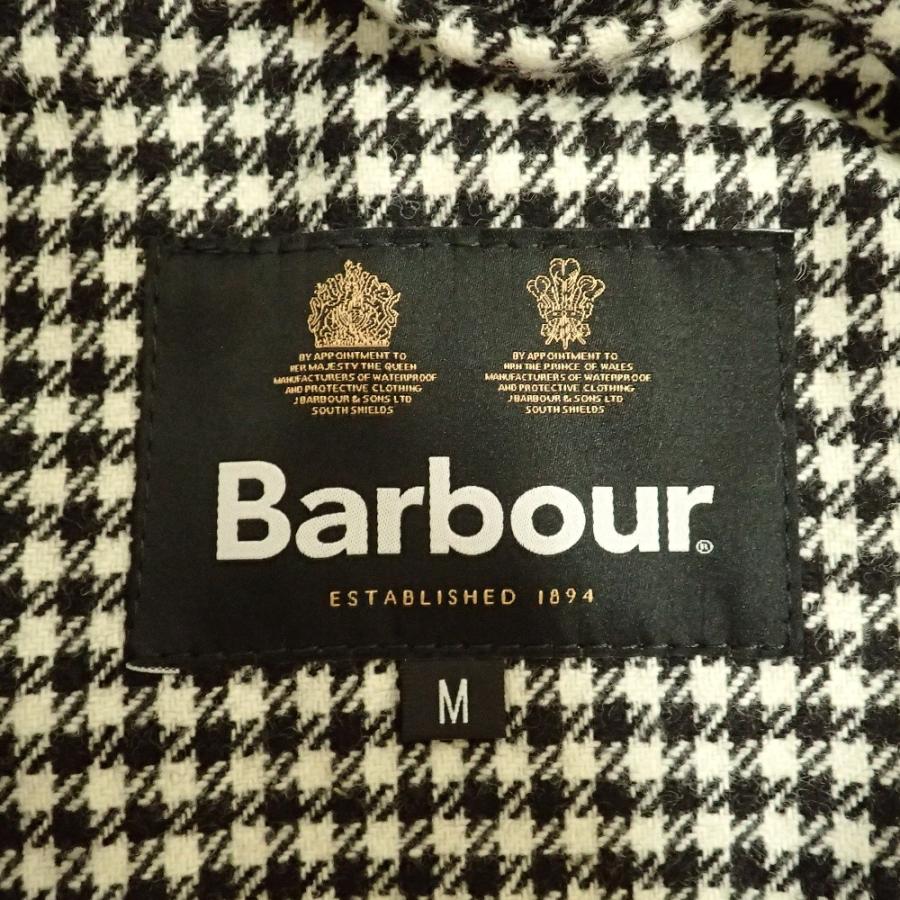 BY APPOINTMENT TO
HER MAJESTY THE QUEEN
MANUFACTURERS OF WATERPROOF
AND PROTECTIVE CLOTHING
J BARBOUR & SONS LTD
SOUTH SHIELDS
BY APPOINTMENT TO
HRH THE PRINCE OF WALES
MANUFACTURERS OF WATERPROOF
AND PROTECTIVE CLOTHING
J BARBOUR & SONS LTD
SOUTH SHIELDS
Barbour®
ESTABLISHED 1894
M